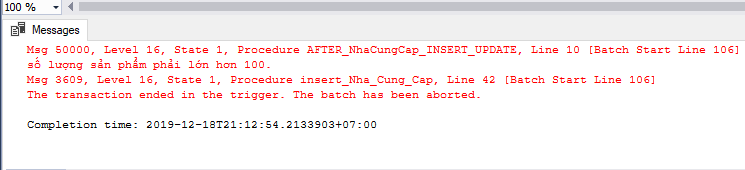 100 %
Messages
Msg 50000, Level 16, State 1, Procedure AFTER_NhaCungCap_INSERT_UPDATE, Line 10 [Batch Start Line 106]
số lượng sản phẩm phải lớn hơn 100.
Msg 3609, Level 16, State 1, Procedure insert_Nha_Cung_Cap, Line 42 [Batch Start Line 106]
The transaction ended in the trigger. The batch has been aborted.
Completion time: 2019-12-18T21:12:54.2133903+07:00